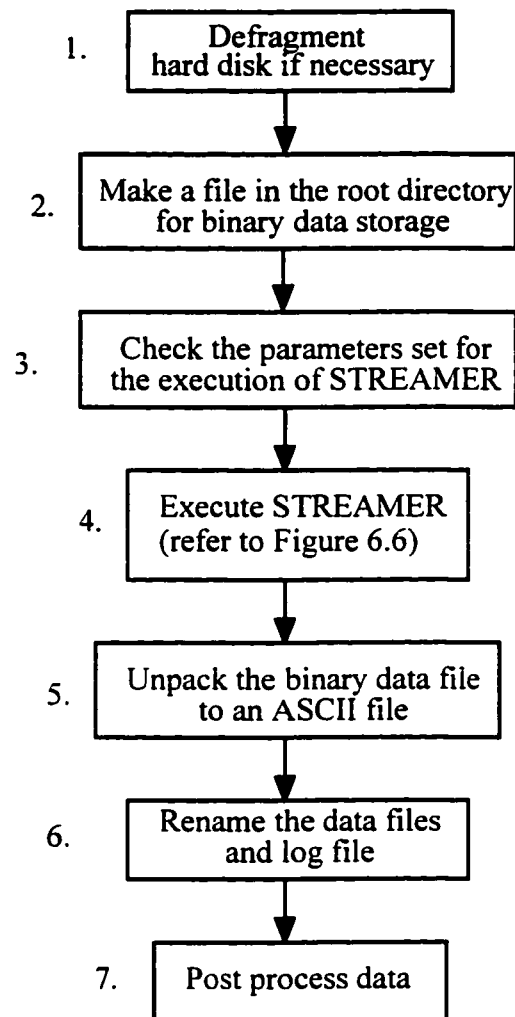 1. Defragment
hard disk if necessary
2. Make a file in the root directory
for binary data storage
3. Check the parameters set for
the execution of STREAMER
4. Execute STREAMER
(refer to Figure 6.6)
5. Unpack the binary data file
to an ASCII file
6. Rename the data files
and log file
7. Post process data